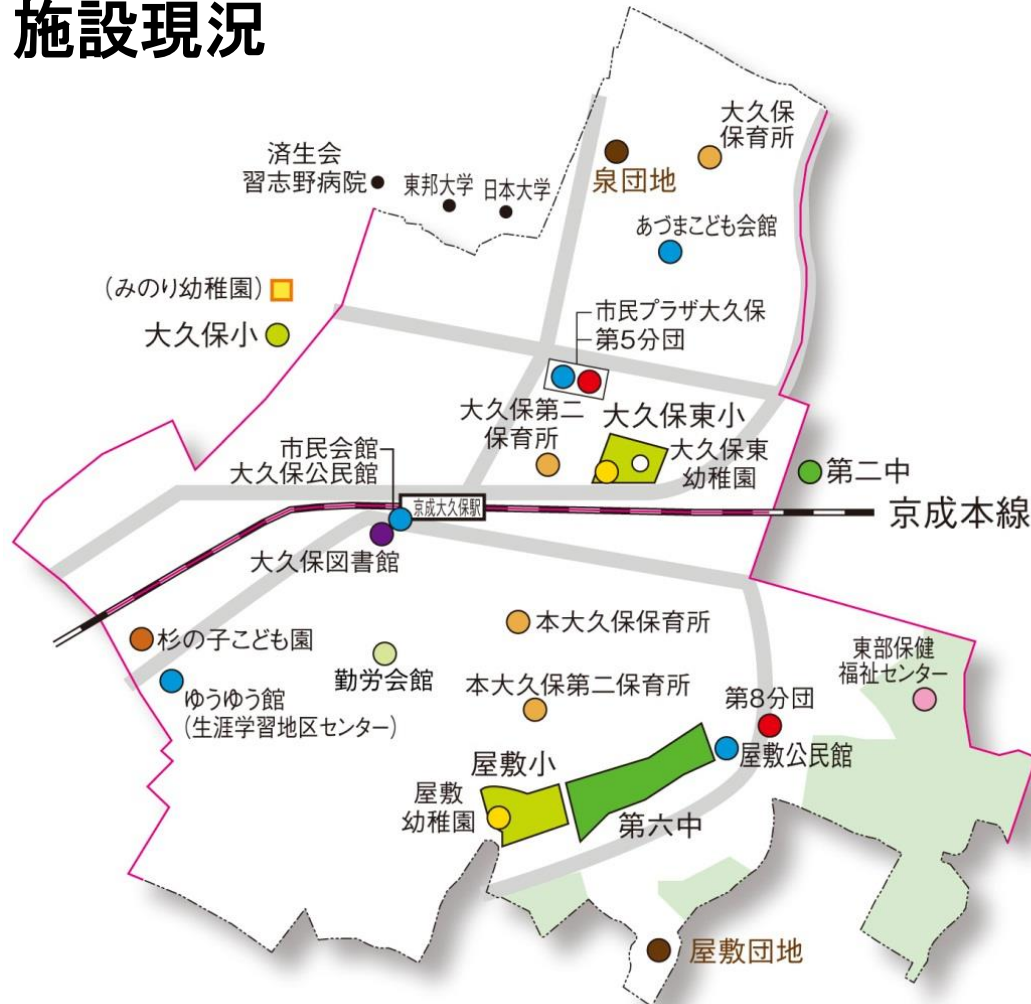 施設現況
大久保
保育所
済生会
習志野病院
東邦大学
日本大学
泉団地
あづまこども会館
(みのり幼稚園)
大久保小
市民プラザ大久保
第5分団
大久保第二
保育所
大久保東小
大久保東
幼稚園
市民会館
大久保公民館
第二中
京成大久保駅
京成本線
大久保図書館
杉の子こども園
本大久保保育所
勤労会館
東部保健
福祉センター
ゆうゆう館
(生涯学習地区センター)
本大久保第二保育所
第8分団
屋敷公民館
屋敷小
屋敷
幼稚園
第六中
屋敷団地